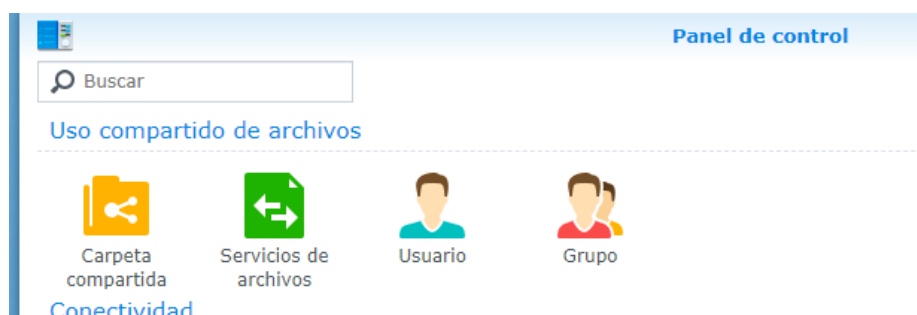 Panel de control
Buscar
Uso compartido de archivos
Carpeta
compartida
Servicios de
archivos
Usuario
Grupo
Conectividad